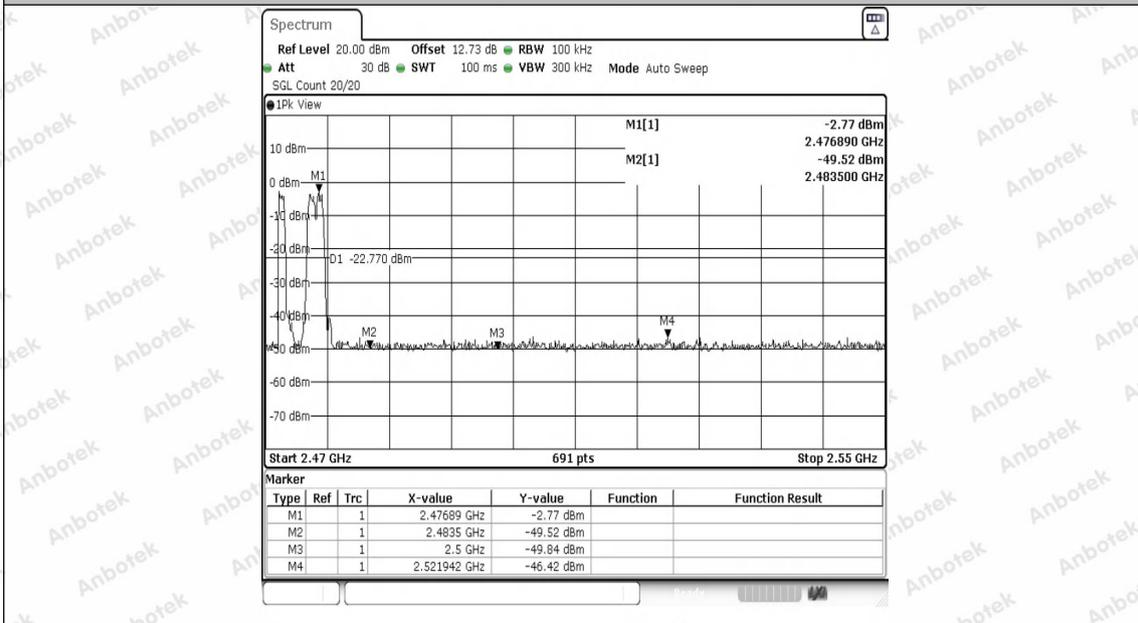 Spectrum
Ref Level 20.00 dBm Offset 12.73 dB RBW 100 kHz
Att 30 dB SWT 100 ms VBW 300 kHz Mode Auto Sweep
SGL Count 20/20
1Pk View
M1[1] -2.77 dBm
2.476890 GHz
M2[1] -49.52 dBm
2.483500 GHz
10 dBm
M1
0 dBm
-10 dBm
-20 dBm
D1 -22.770 dBm
-30 dBm
-40 dBm
M2 M3 M4
-50 dBm
-60 dBm
-70 dBm
Start 2.47 GHz 691 pts Stop 2.55 GHz
Marker
Type Ref Trc X-value Y-value Function Function Result
M1 1 2.47689 GHz -2.77 dBm
M2 1 2.4835 GHz -49.52 dBm
M3 1 2.5 GHz -49.84 dBm
M4 1 2.521942 GHz -46.42 dBm
Ready
Anbotek